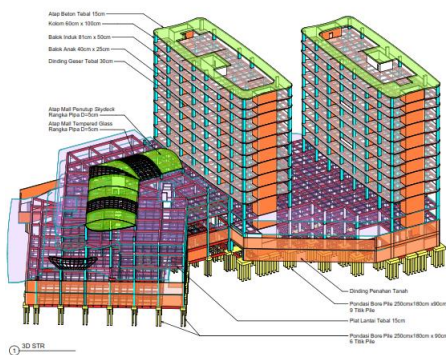 Atap Beton Tebal 15cm
Kolom 60cm x 100cm
Balok Induk 81cm x 50cm
Balok Anak 40cm x 25cm
Dinding Geser Tebal 30cm
Atap Mall Penutup Skydeck
Rangka Pipa D=5cm
Atap Mall Tempered Glass
Rangka Pipa D=5cm
Dinding Penahan Tanah
Pondasi Bore Pile 250cmx180cm x90cm
9 Titik Pile
Plat Lantai Tebal 15cm
Pondasi Bore Pile 250cmx180cm x 90cm
6 Titik Pile
1 3D STR